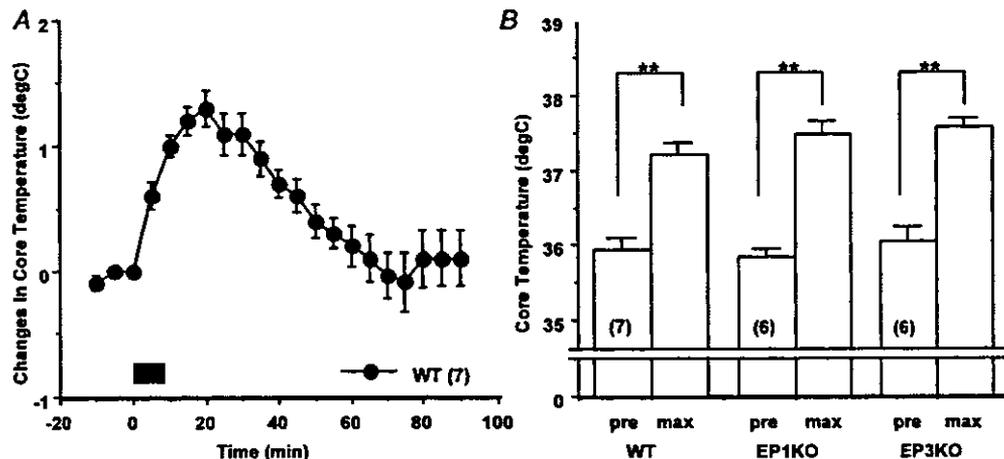 A
Changes In Core Temperature (degC)
2
1
0
-1
WT (7)
-20 0 20 40 60 80 100
Time (min)
B
Core Temperature (degC)
39
38
37
36
35
0
** ** **
(7) (6) (6)
pre max pre max pre max
WT EP1KO EP3KO